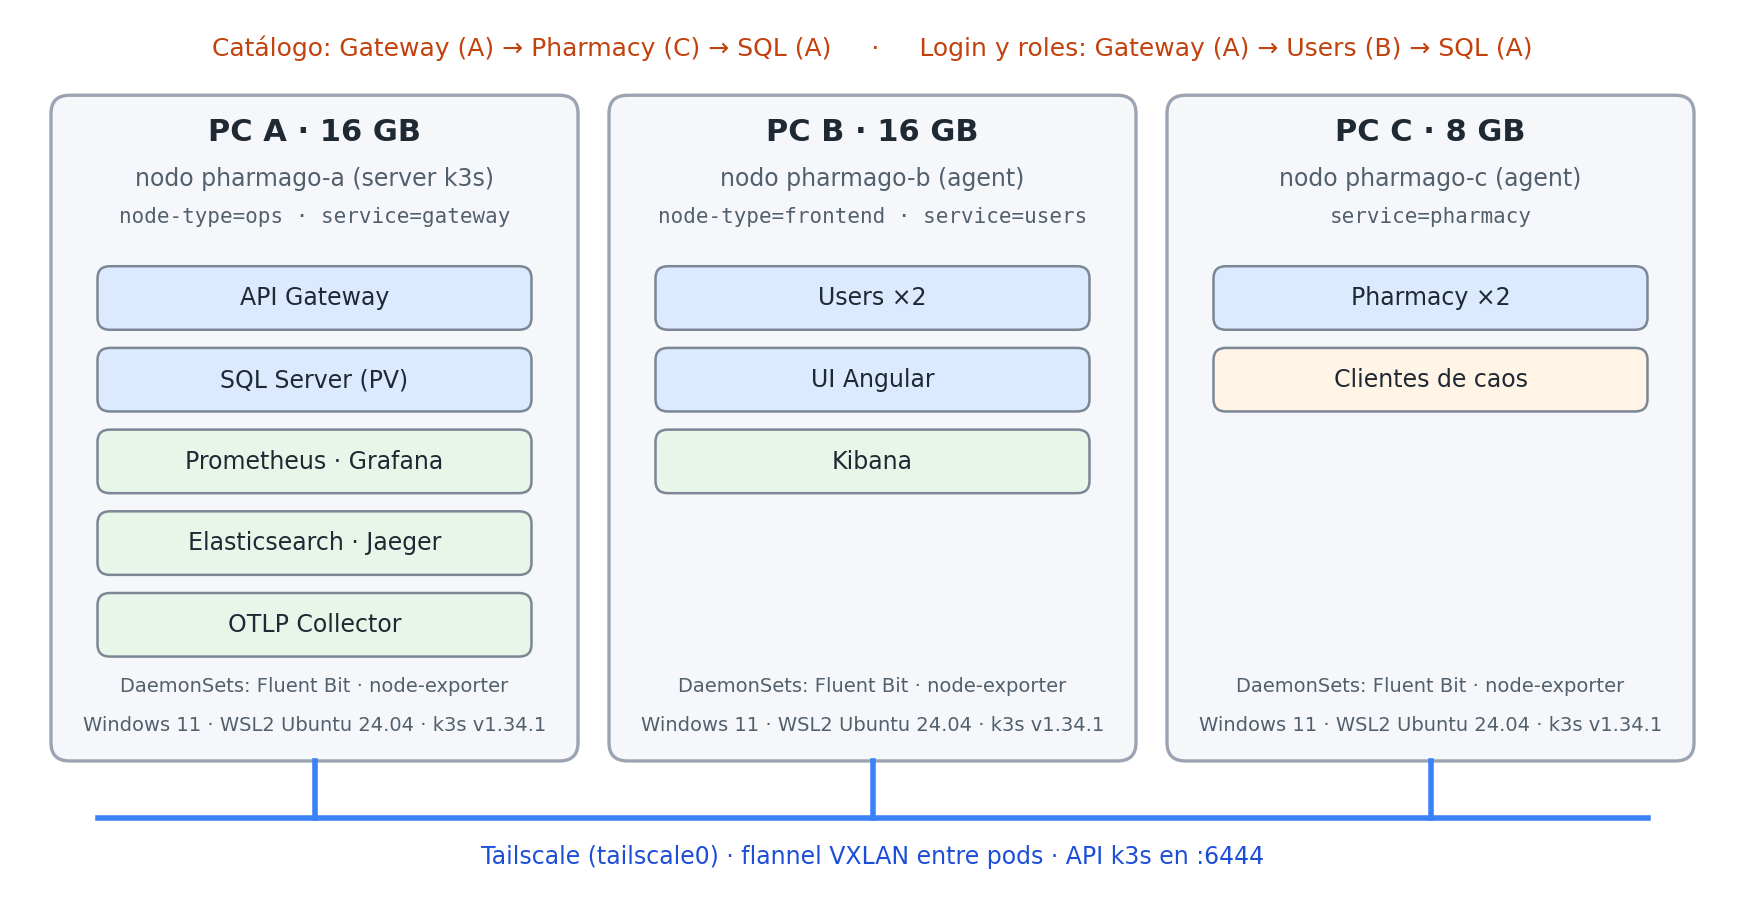 Catálogo: Gateway (A) → Pharmacy (C) → SQL (A) · Login y roles: Gateway (A) → Users (B) → SQL (A)
PC A · 16 GB
nodo pharmago-a (server k3s)
node-type=ops · service=gateway
API Gateway
SQL Server (PV)
Prometheus · Grafana
Elasticsearch · Jaeger
OTLP Collector
DaemonSets: Fluent Bit · node-exporter
Windows 11 · WSL2 Ubuntu 24.04 · k3s v1.34.1
PC B · 16 GB
nodo pharmago-b (agent)
node-type=frontend · service=users
Users ×2
UI Angular
Kibana
DaemonSets: Fluent Bit · node-exporter
Windows 11 · WSL2 Ubuntu 24.04 · k3s v1.34.1
PC C · 8 GB
nodo pharmago-c (agent)
service=pharmacy
Pharmacy ×2
Clientes de caos
DaemonSets: Fluent Bit · node-exporter
Windows 11 · WSL2 Ubuntu 24.04 · k3s v1.34.1
Tailscale (tailscale0) · flannel VXLAN entre pods · API k3s en :6444